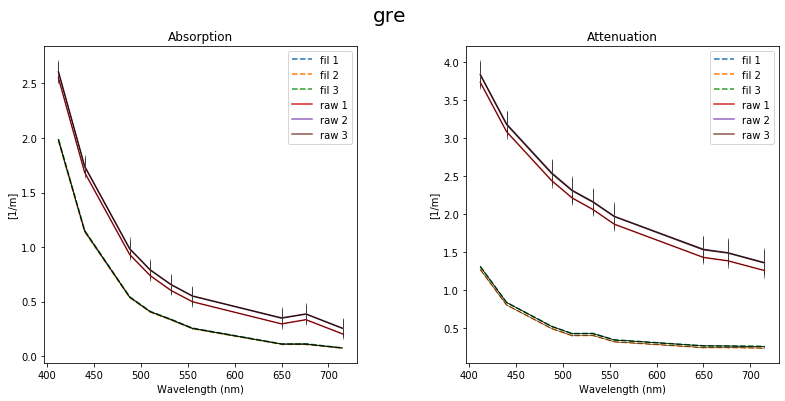 gre
Absorption
[1/m]
2.5
2.0
1.5
1.0
0.5
0.0
400 450 500 550 600 650 700
Wavelength (nm)
fil 1
fil 2
fil 3
raw 1
raw 2
raw 3
Attenuation
[1/m]
4.0
3.5
3.0
2.5
2.0
1.5
1.0
0.5
400 450 500 550 600 650 700
Wavelength (nm)
fil 1
fil 2
fil 3
raw 1
raw 2
raw 3